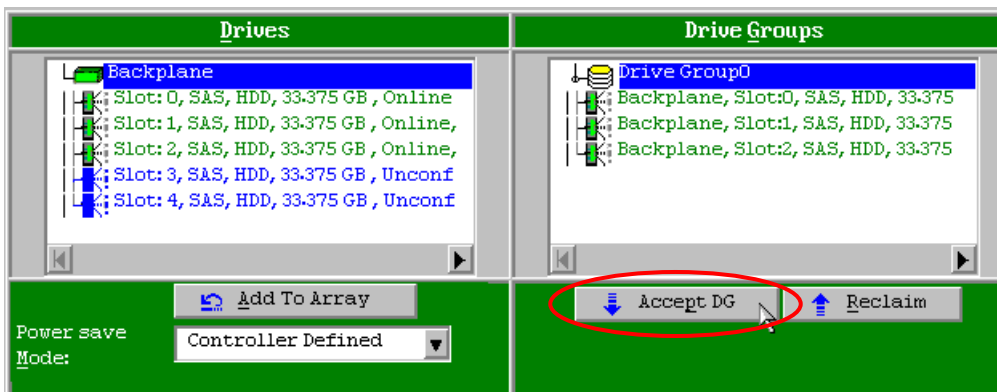 Drives
Backplane
Slot: 0, SAS, HDD, 33.375 GB , Online
Slot: 1, SAS, HDD, 33.375 GB , Online,
Slot: 2, SAS, HDD, 33.375 GB , Online,
Slot: 3, SAS, HDD, 33.375 GB , Unconf
Slot: 4, SAS, HDD, 33.375 GB , Unconf
Add To Array
Power save
Mode:
Controller Defined
Drive Groups
Drive Group0
Backplane, Slot:0, SAS, HDD, 33.375
Backplane, Slot:1, SAS, HDD, 33.375
Backplane, Slot:2, SAS, HDD, 33.375
Accept DG
Reclaim